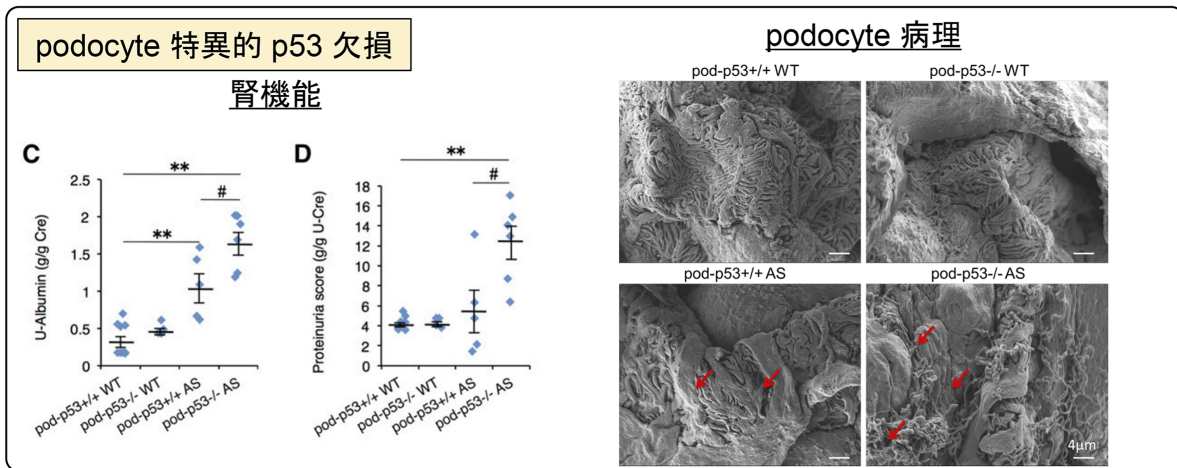 podocyte 特異的 p53 欠損
腎機能
C
U-Albumin (g/g Cre)
2.5
2
1.5
1
0.5
0
**
**
#
pod-p53+/+ WT
pod-p53-/- WT
pod-p53+/+ AS
pod-p53-/- AS
D
Proteinuria score (g/g U-Cre)
18
16
14
12
10
8
6
4
2
0
**
#
pod-p53+/+ WT
pod-p53-/- WT
pod-p53+/+ AS
pod-p53-/- AS
podocyte 病理
pod-p53+/+ WT
pod-p53-/- WT
pod-p53+/+ AS
pod-p53-/- AS
4μm